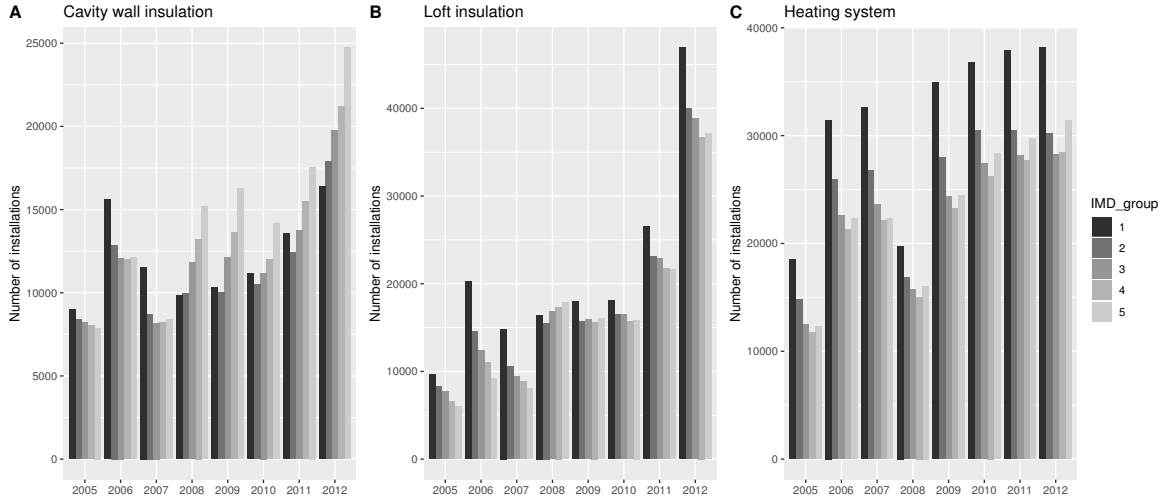 A Cavity wall insulation
Number of installations
25000
20000
15000
10000
5000
0
2005 2006 2007 2008 2009 2010 2011 2012
B Loft insulation
Number of installations
40000
30000
20000
10000
0
2005 2006 2007 2008 2009 2010 2011 2012
C Heating system
Number of installations
40000
30000
20000
10000
0
2005 2006 2007 2008 2009 2010 2011 2012
IMD_group
1
2
3
4
5